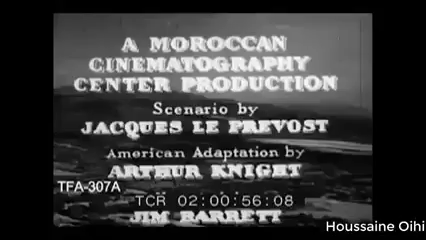 A MOROCCAN
CINEMATOGRAPHY
CENTER PRODUCTION
Scenario by
JACQUES LE PREVOST
American Adaptation by
ARTHUR KNIGHT
TFA-307A
TCR 02:00:56:08
JIM BARRETT
Houssaine Oihi